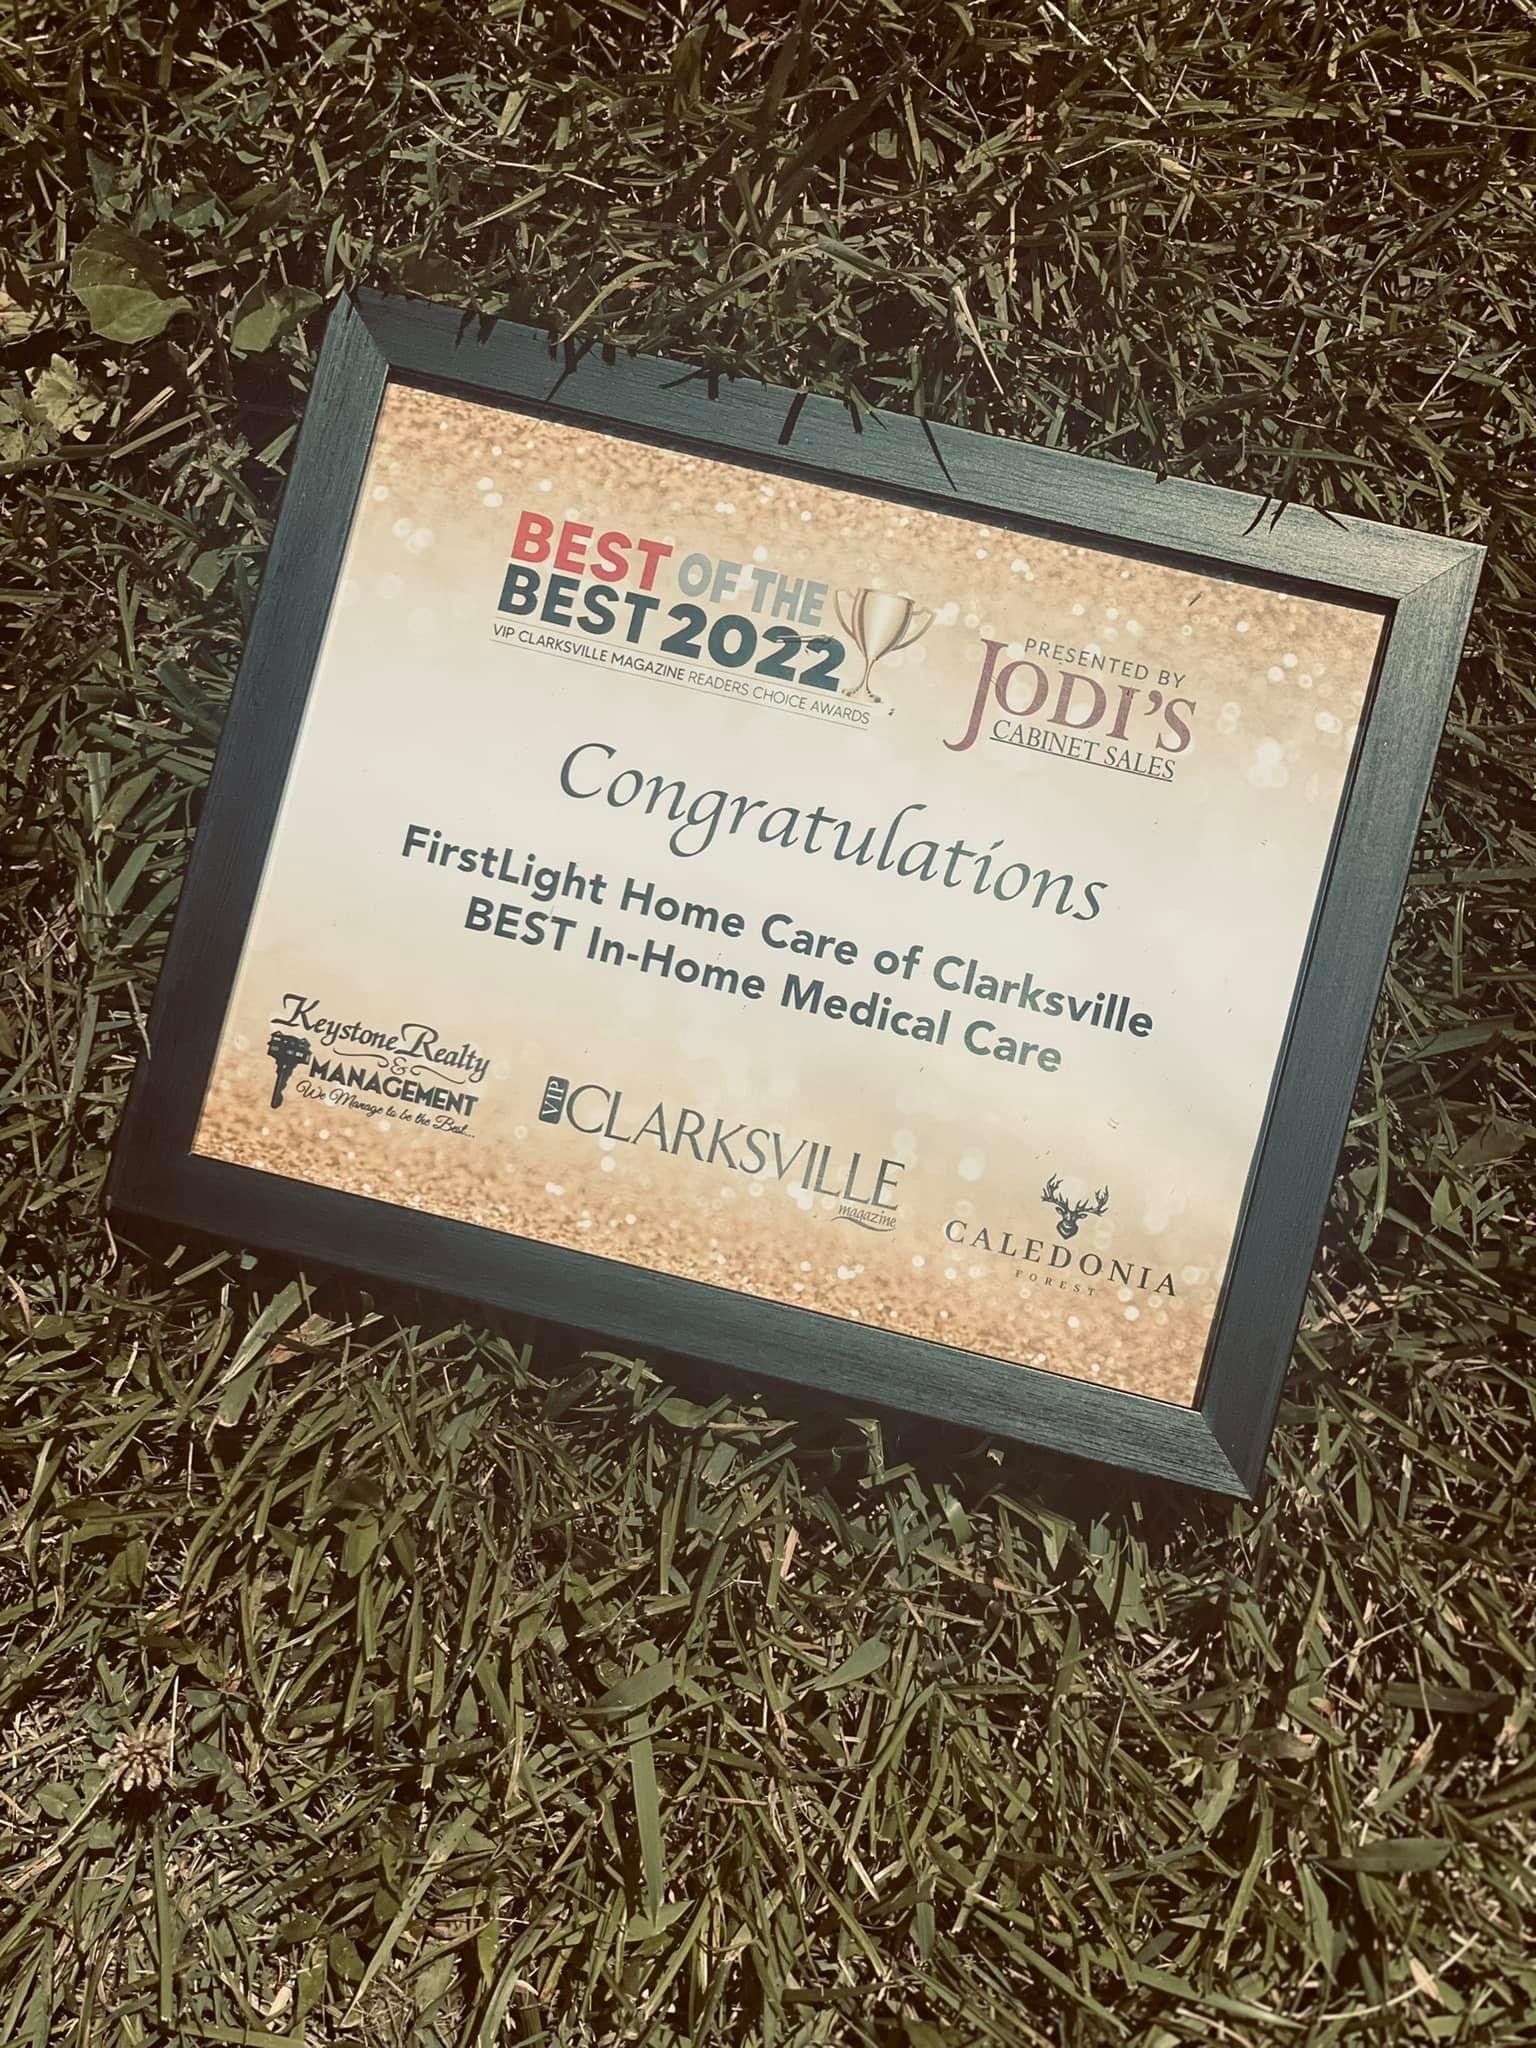 BEST OF THE
BEST 2022
VIP CLARKSVILLE MAGAZINE READERS CHOICE AWARDS
PRESENTED BY
JODI'S
CABINET SALES
Congratulations
FirstLight Home Care of Clarksville
BEST In-Home Medical Care
Keystone Realty
&
MANAGEMENT
We Manage to be the Best...
VIP CLARKSVILLE
magazine
CALEDONIA
FOREST